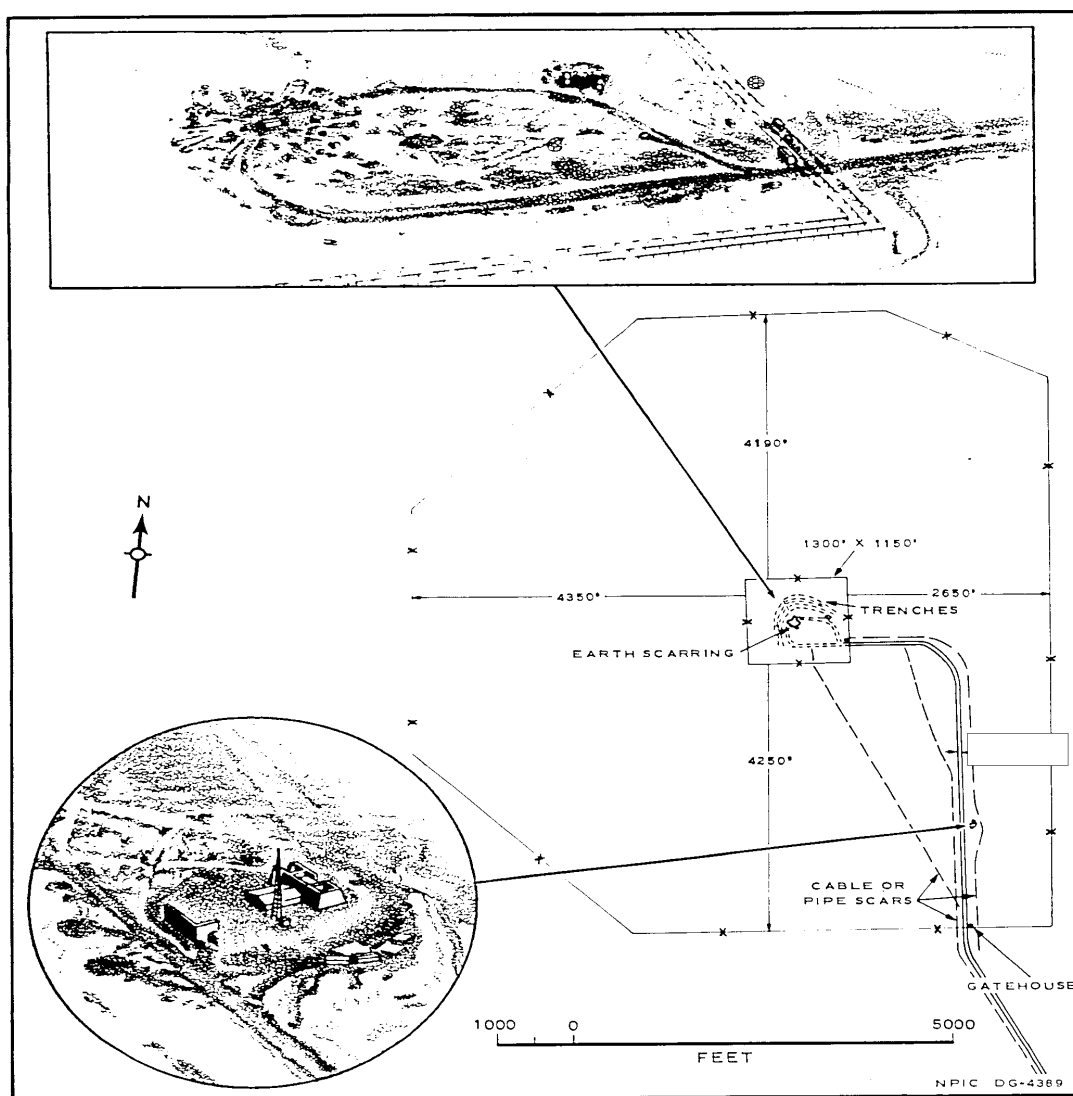 N
4190'
1300' X 1150'
4350'
2650'
TRENCHES
EARTH SCARRING
4250'
CABLE OR
PIPE SCARS
GATEHOUSE
1000 0 5000
FEET
NPIC DG-4389